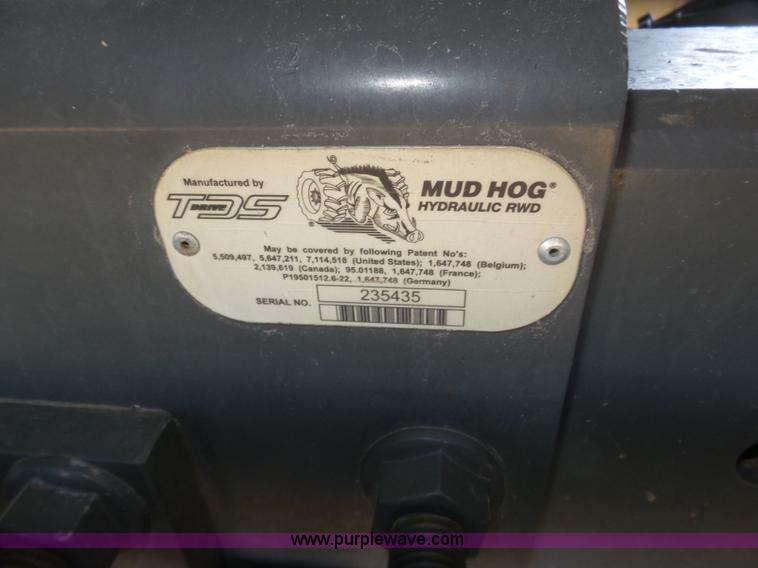 Manufactured by
TDS
DRIVE
®
MUD HOG®
HYDRAULIC RWD
May be covered by following Patent No's:
5,509,497, 5,647,211, 7,114,518 (United States); 1,647,748 (Belgium);
2,139,619 (Canada); 95.01188, 1,647,748 (France);
P19501512.6-22, 1,647,748 (Germany)
SERIAL NO. 235435
www.purplewave.com